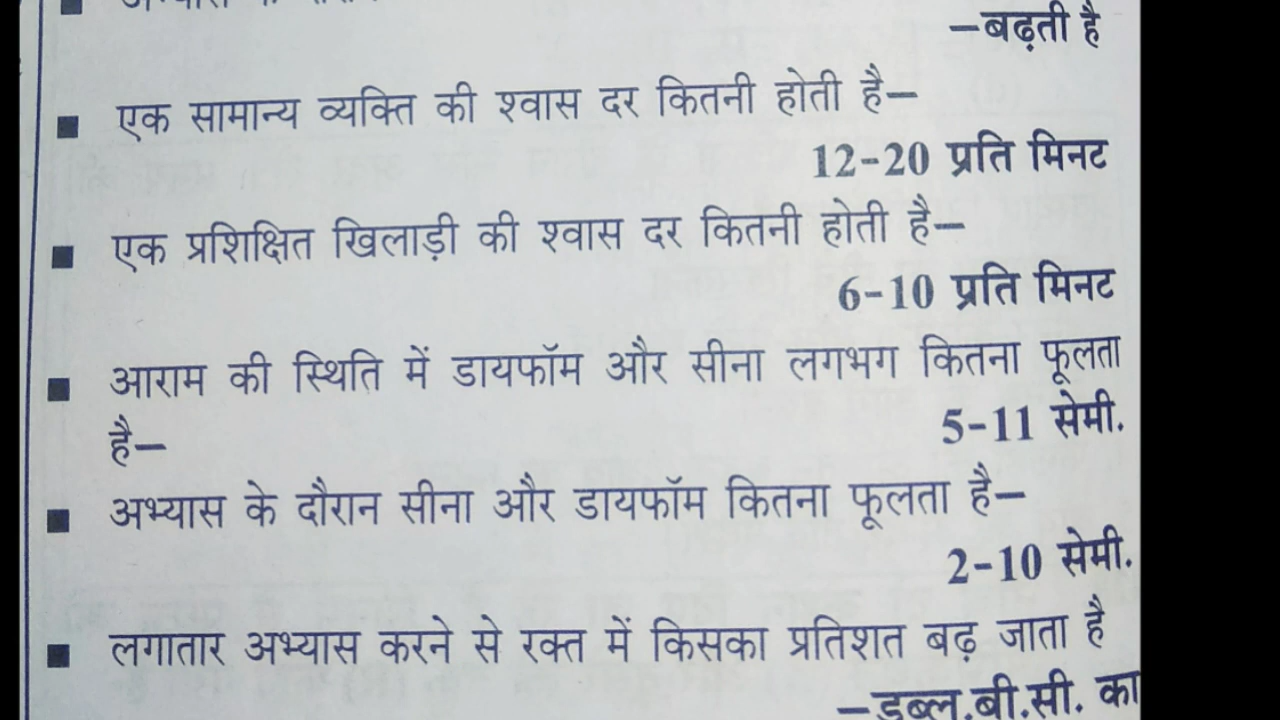 –बढ़ती है
■ एक सामान्य व्यक्ति की श्वास दर कितनी होती है–
12-20 प्रति मिनट
■ एक प्रशिक्षित खिलाड़ी की श्वास दर कितनी होती है–
6-10 प्रति मिनट
■ आराम की स्थिति में डायफॉम और सीना लगभग कितना फूलता
है– 5-11 सेमी.
■ अभ्यास के दौरान सीना और डायफॉम कितना फूलता है–
2-10 सेमी.
■ लगातार अभ्यास करने से रक्त में किसका प्रतिशत बढ़ जाता है
–डब्ल.बी.सी. का